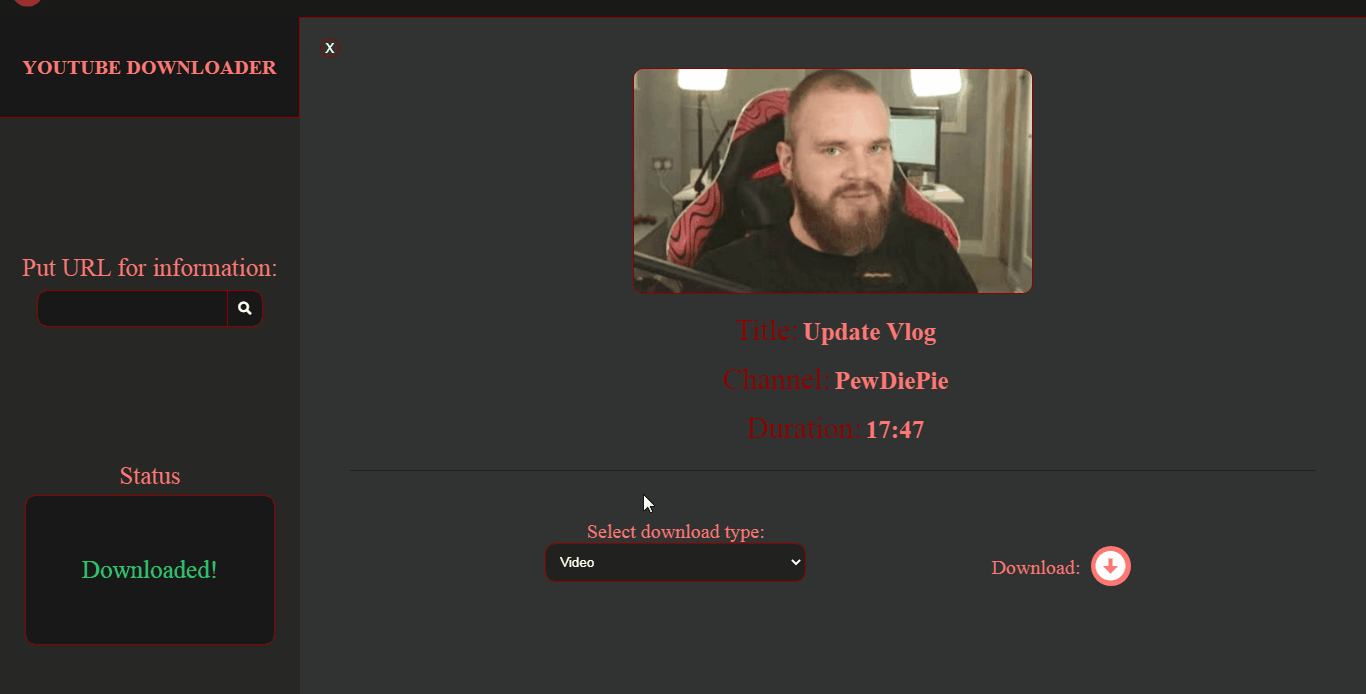 YOUTUBE DOWNLOADER
Put URL for information:
Status
Downloaded!
X
Title: Update Vlog
Channel: PewDiePie
Duration: 17:47
Select download type:
Video
Download: